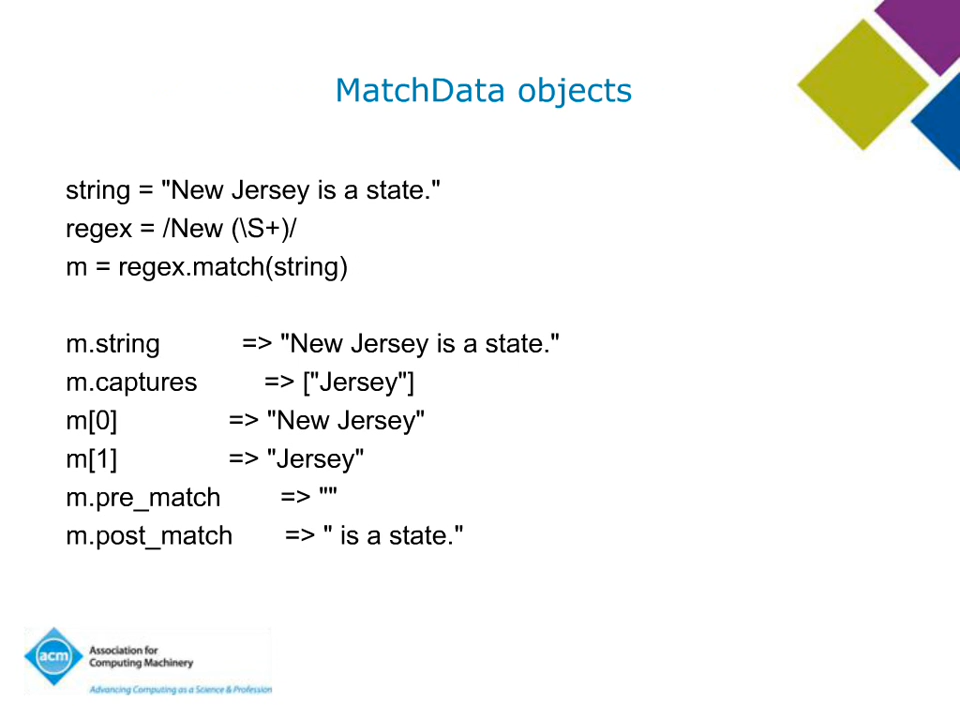 MatchData objects
string = "New Jersey is a state."
regex = /New (\S+)/
m = regex.match(string)
m.string => "New Jersey is a state."
m.captures => ["Jersey"]
m[0] => "New Jersey"
m[1] => "Jersey"
m.pre_match => ""
m.post_match => " is a state."
acm
Association for
Computing Machinery
Advancing Computing as a Science & Profession